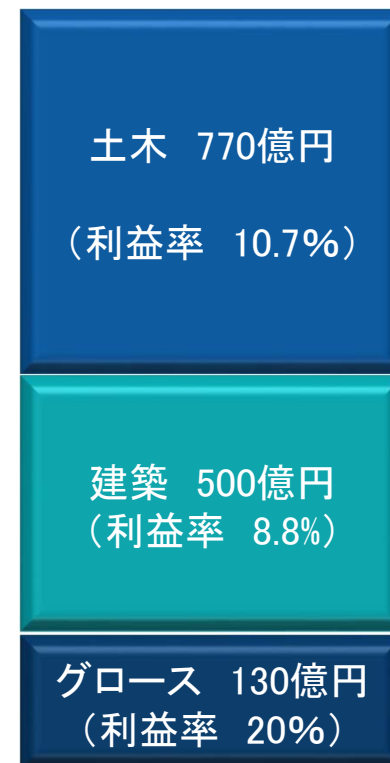 土木　770億円
（利益率　10.7％）
建築　500億円
（利益率　8.8%）
グロース　130億円
（利益率　20％）